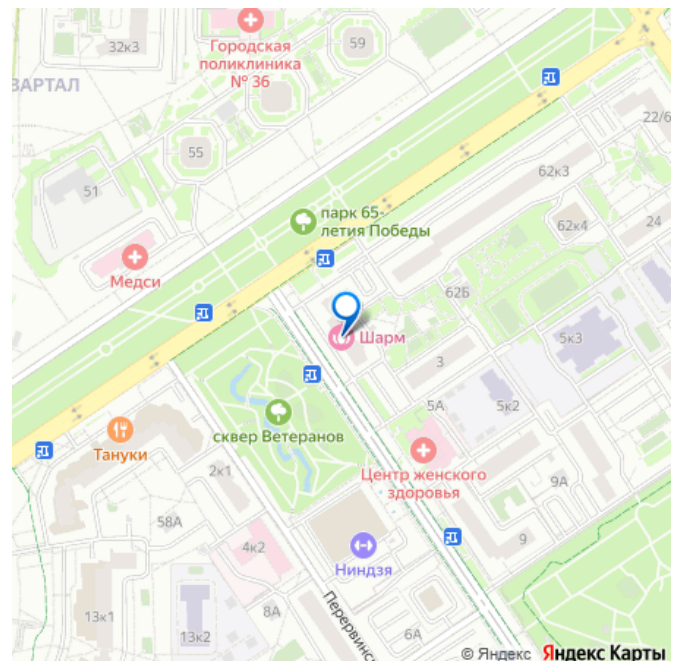 32к3
Городская
поликлиника
№ 36
59
ВАРТАЛ
22/6
55
62к3
51
парк 65-
летия Победы
62к4
24
Медси
62Б
Шарм
5к3
3
5А
5к2
сквер Ветеранов
Тануки
2к1
Центр женского
здоровья
9А
58А
9
4к2
Ниндзя
8А
13к1
Перервинс
13к2
6А
© Яндекс Яндекс Карты